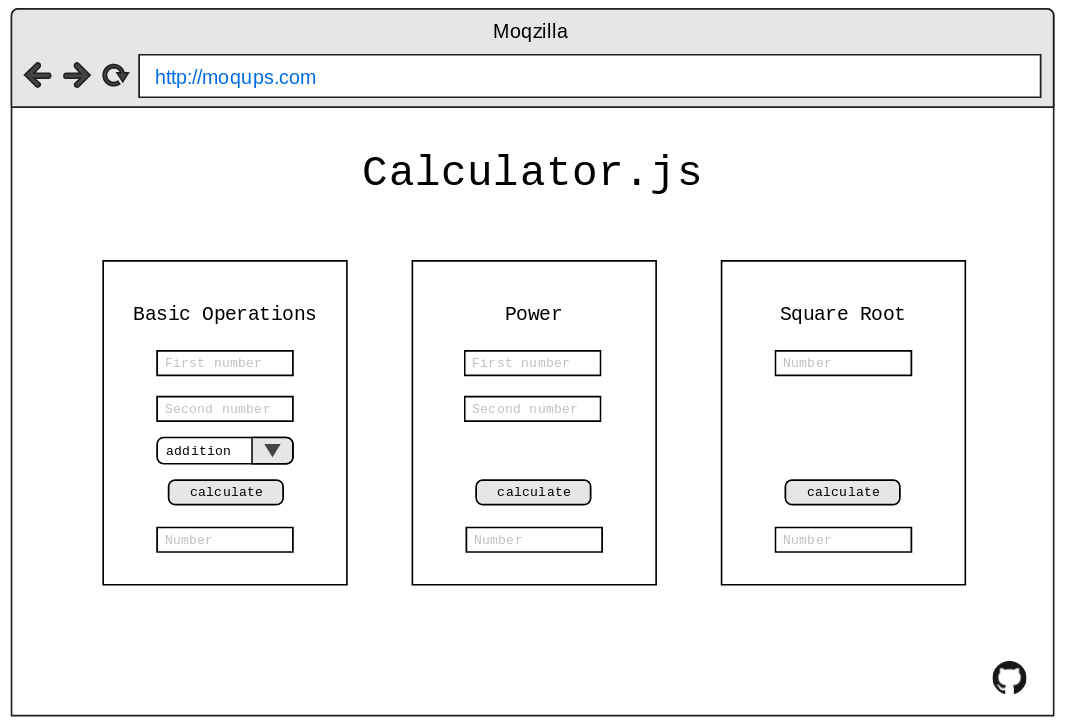 Moqzilla
http://moqups.com
Calculator.js
Basic Operations
First number
Second number
addition
calculate
Number
Power
First number
Second number
calculate
Number
Square Root
Number
calculate
Number